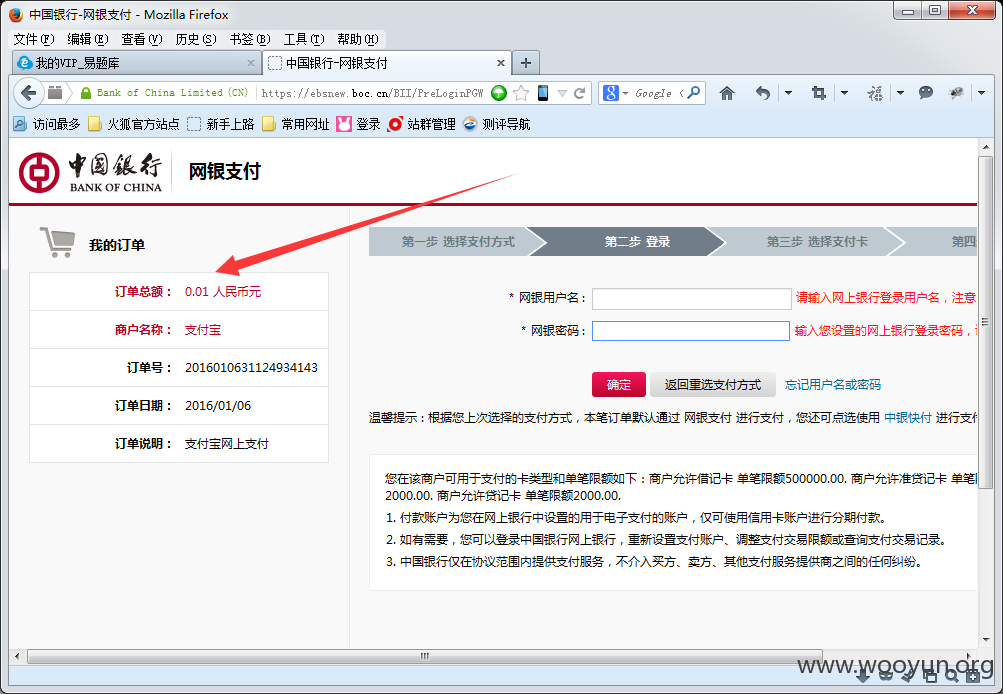 中国银行-网银支付 - Mozilla Firefox
文件(F) 编辑(E) 查看(V) 历史(S) 书签(B) 工具(T) 帮助(H)
我的VIP_易题库
中国银行-网银支付
Bank of China Limited (CN)
https://ebsnew.boc.cn/BII/PreLoginPGW
Google
访问最多 火狐官方站点 新手上路 常用网址 登录 站群管理 测评导航
中国银行
BANK OF CHINA
网银支付
我的订单
订单总额： 0.01 人民币元
商户名称： 支付宝
订单号： 2016010631124934143
订单日期： 2016/01/06
订单说明： 支付宝网上支付
第一步 选择支付方式 第二步 登录 第三步 选择支付卡 第四
* 网银用户名： 请输入网上银行登录用户名，注意
* 网银密码： 输入您设置的网上银行登录密码，
确定 返回重选支付方式 忘记用户名或密码
温馨提示：根据您上次选择的支付方式，本笔订单默认通过 网银支付 进行支付，您还可点选使用 中银快付 进行支付
您在该商户可用于支付的卡类型和单笔限额如下：商户允许借记卡 单笔限额500000.00. 商户允许准贷记卡 单笔
2000.00. 商户允许贷记卡 单笔限额2000.00.
1. 付款账户为您在网上银行中设置的用于电子支付的账户，仅可使用信用卡账户进行分期付款。
2. 如有需要，您可以登录中国银行网上银行，重新设置支付账户、调整支付交易限额或查询支付交易记录。
3. 中国银行仅在协议范围内提供支付服务，不介入买方、卖方、其他支付服务提供商之间的任何纠纷。
www.wooyun.org